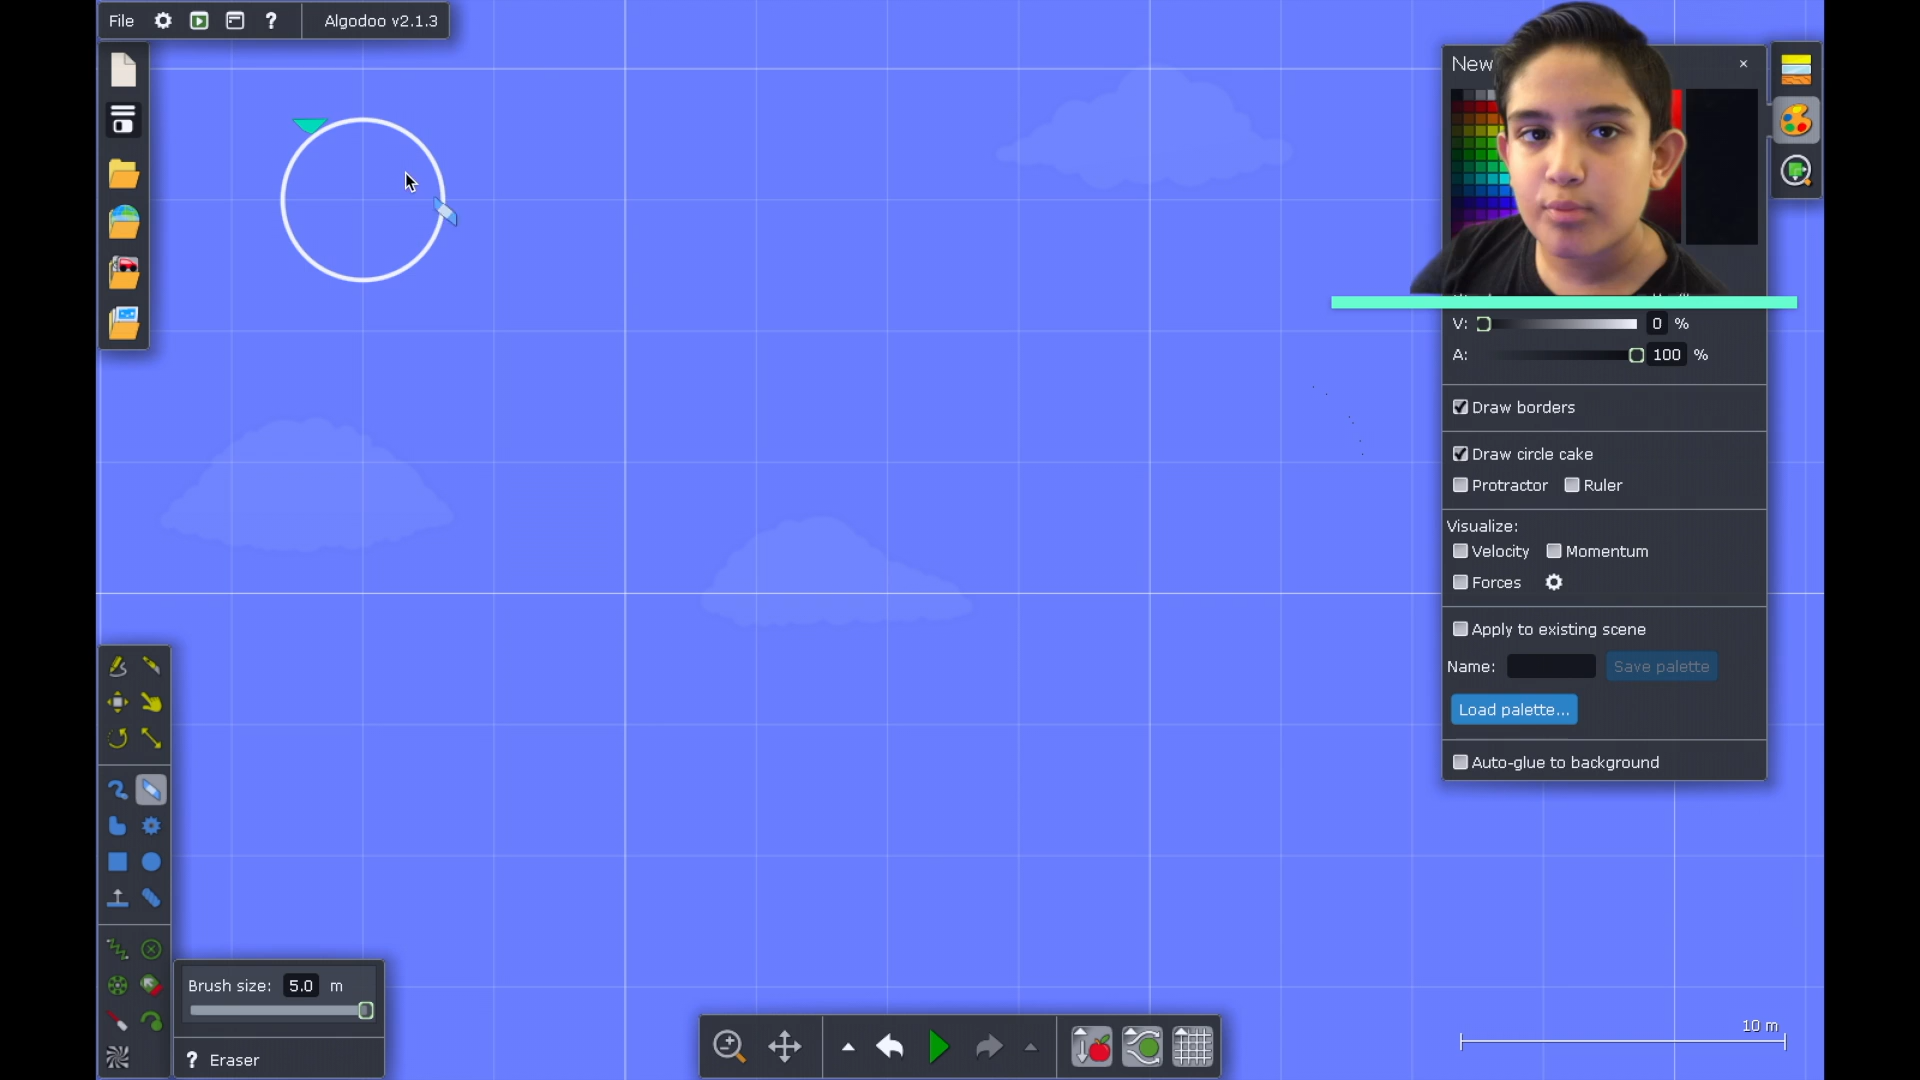 File
?
Algodoo v2.1.3
New
V: 0 %
A: 100 %
Draw borders
Draw circle cake
Protractor Ruler
Visualize:
Velocity Momentum
Forces
Apply to existing scene
Name: Save palette
Load palette...
Auto-glue to background
Brush size: 5.0 m
? Eraser
10 m